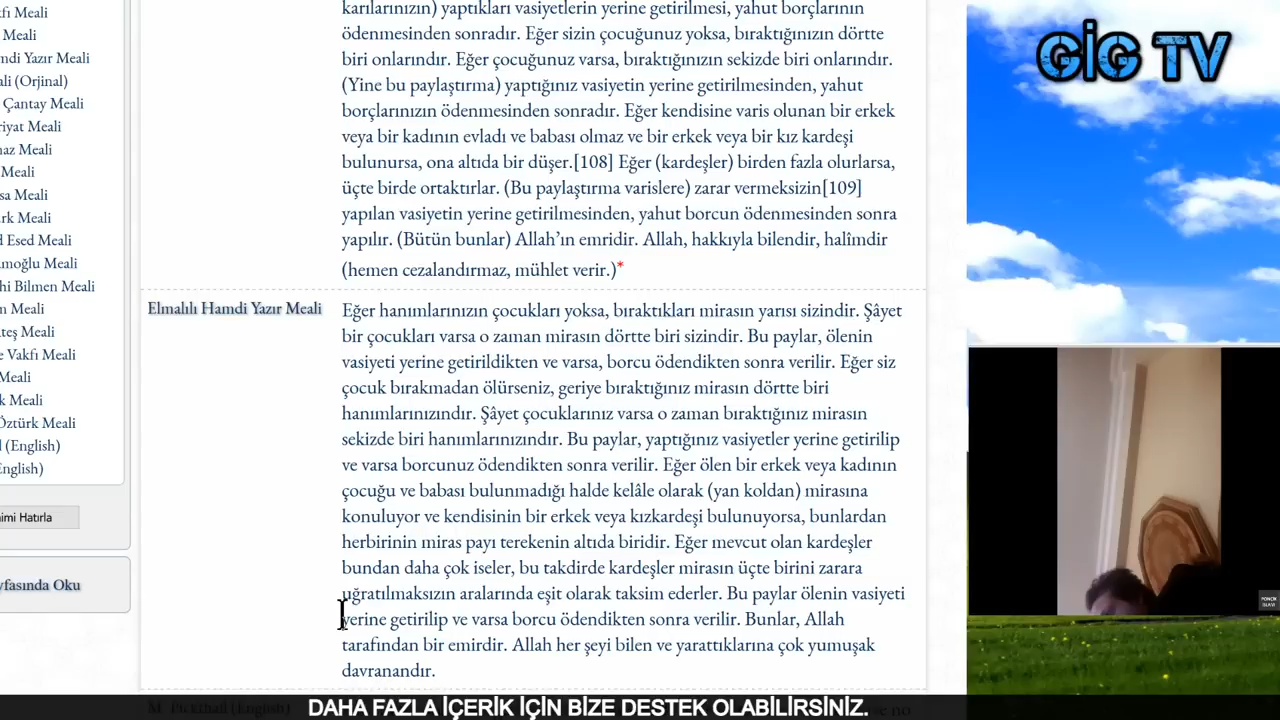 kfi Meali
Meali
mdi Yazır Meali
ali (Orjinal)
Çantay Meali
riyat Meali
naz Meali
Meali
sa Meali
rk Meali
d Esed Meali
moğlu Meali
hi Bilmen Meali
n Meali
teş Meali
e Vakfı Meali
Meali
k Meali
Öztürk Meali
l (English)
English)
imi Hatırla
yfasında Oku
karılarınızın) yaptıkları vasiyetlerin yerine getirilmesi, yahut borçlarının
ödenmesinden sonradır. Eğer sizin çocuğunuz yoksa, bıraktığınızın dörtte
biri onlarındır. Eğer çocuğunuz varsa, bıraktığınızın sekizde biri onlarındır.
(Yine bu paylaştırma) yaptığınız vasiyetin yerine getirilmesinden, yahut
borçlarınızın ödenmesinden sonradır. Eğer kendisine varis olunan bir erkek
veya bir kadının evladı ve babası olmaz ve bir erkek veya bir kız kardeşi
bulunursa, ona altıda bir düşer.[108] Eğer (kardeşler) birden fazla olurlarsa,
üçte birde ortaktırlar. (Bu paylaştırma varislere) zarar vermeksizin[109]
yapılan vasiyetin yerine getirilmesinden, yahut borcun ödenmesinden sonra
yapılır. (Bütün bunlar) Allah’ın emridir. Allah, hakkıyla bilendir, halîmdir
(hemen cezalandırmaz, mühlet verir.)*
Elmalılı Hamdi Yazır Meali
Eğer hanımlarınızın çocukları yoksa, bıraktıkları mirasın yarısı sizindir. Şâyet
bir çocukları varsa o zaman mirasın dörtte biri sizindir. Bu paylar, ölenin
vasiyeti yerine getirildikten ve varsa, borcu ödendikten sonra verilir. Eğer siz
çocuk bırakmadan ölürseniz, geriye bıraktığınız mirasın dörtte biri
hanımlarınızındır. Şâyet çocuklarınız varsa o zaman bıraktığınız mirasın
sekizde biri hanımlarınızındır. Bu paylar, yaptığınız vasiyetler yerine getirilip
ve varsa borcunuz ödendikten sonra verilir. Eğer ölen bir erkek veya kadının
çocuğu ve babası bulunmadığı halde kelâle olarak (yan koldan) mirasına
konuluyor ve kendisinin bir erkek veya kızkardeşi bulunuyorsa, bunlardan
herbirinin miras payı terekenin altıda biridir. Eğer mevcut olan kardeşler
bundan daha çok iseler, bu takdirde kardeşler mirasın üçte birini zarara
uğratılmaksızın aralarında eşit olarak taksim ederler. Bu paylar ölenin vasiyeti
yerine getirilip ve varsa borcu ödendikten sonra verilir. Bunlar, Allah
tarafından bir emirdir. Allah her şeyi bilen ve yarattıklarına çok yumuşak
davranandır.
M. Pickthall (English)
GİG TV
DAHA FAZLA İÇERİK İÇİN BİZE DESTEK OLABİLİRSİNİZ.